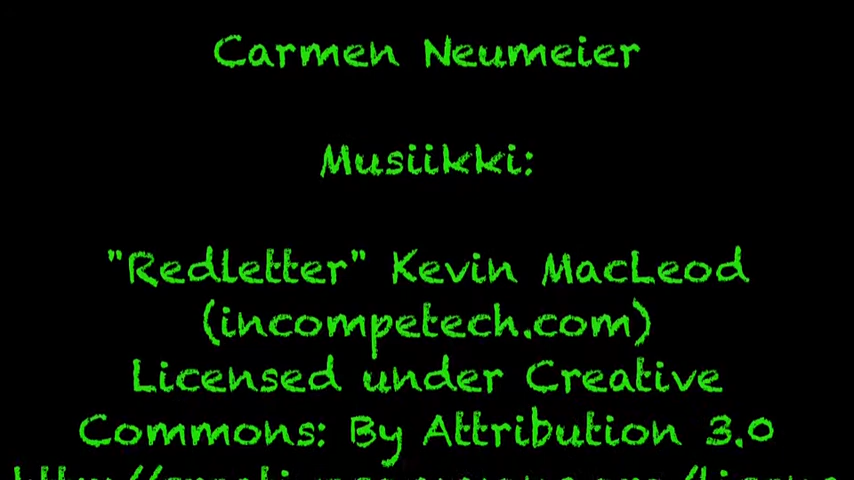 Carmen Neumeier
Musiikki:
"Redletter" Kevin MacLeod
(incompetech.com)
Licensed under Creative
Commons: By Attribution 3.0